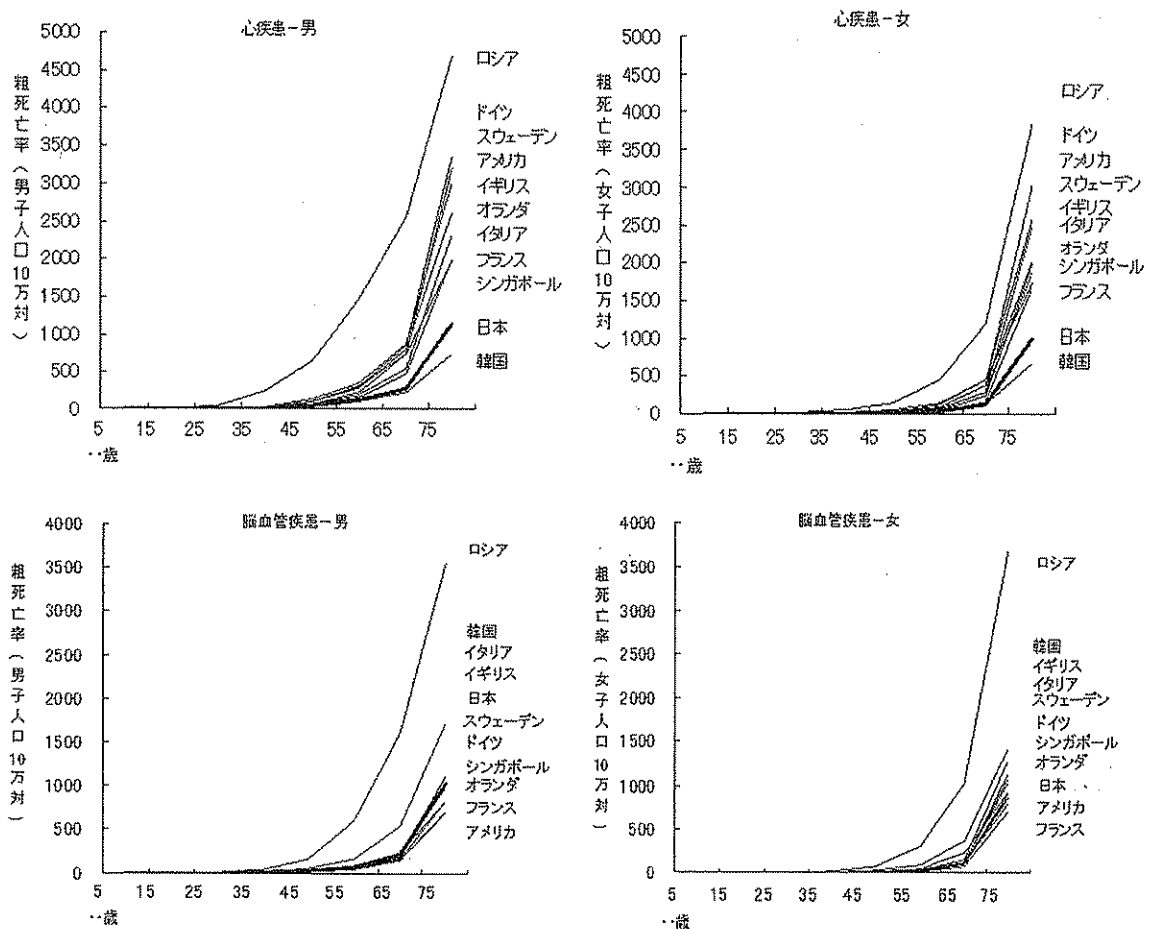 心疾患-男
5000
4500
4000
3500
3000
2500
2000
1500
1000
500
0
粗死亡率(男子人口10万対)
5 15 25 35 45 55 65 75
‥歳
ロシア
ドイツ
スウェーデン
アメリカ
イギリス
オランダ
イタリア
フランス
シンガポール
日本
韓国
心疾患-女
5000
4500
4000
3500
3000
2500
2000
1500
1000
500
0
粗死亡率(女子人口10万対)
5 15 25 35 45 55 65 75
‥歳
ロシア
ドイツ
アメリカ
スウェーデン
イギリス
イタリア
オランダ
シンガポール
フランス
日本
韓国
脳血管疾患-男
4000
3500
3000
2500
2000
1500
1000
500
0
粗死亡率(男子人口10万対)
5 15 25 35 45 55 65 75
‥歳
ロシア
韓国
イタリア
イギリス
日本
スウェーデン
ドイツ
シンガポール
オランダ
フランス
アメリカ
脳血管疾患-女
4000
3500
3000
2500
2000
1500
1000
500
0
粗死亡率(女子人口10万対)
5 15 25 35 45 55 65 75
‥歳
ロシア
韓国
イギリス
イタリア
スウェーデン
ドイツ
シンガポール
オランダ
日本
アメリカ
フランス